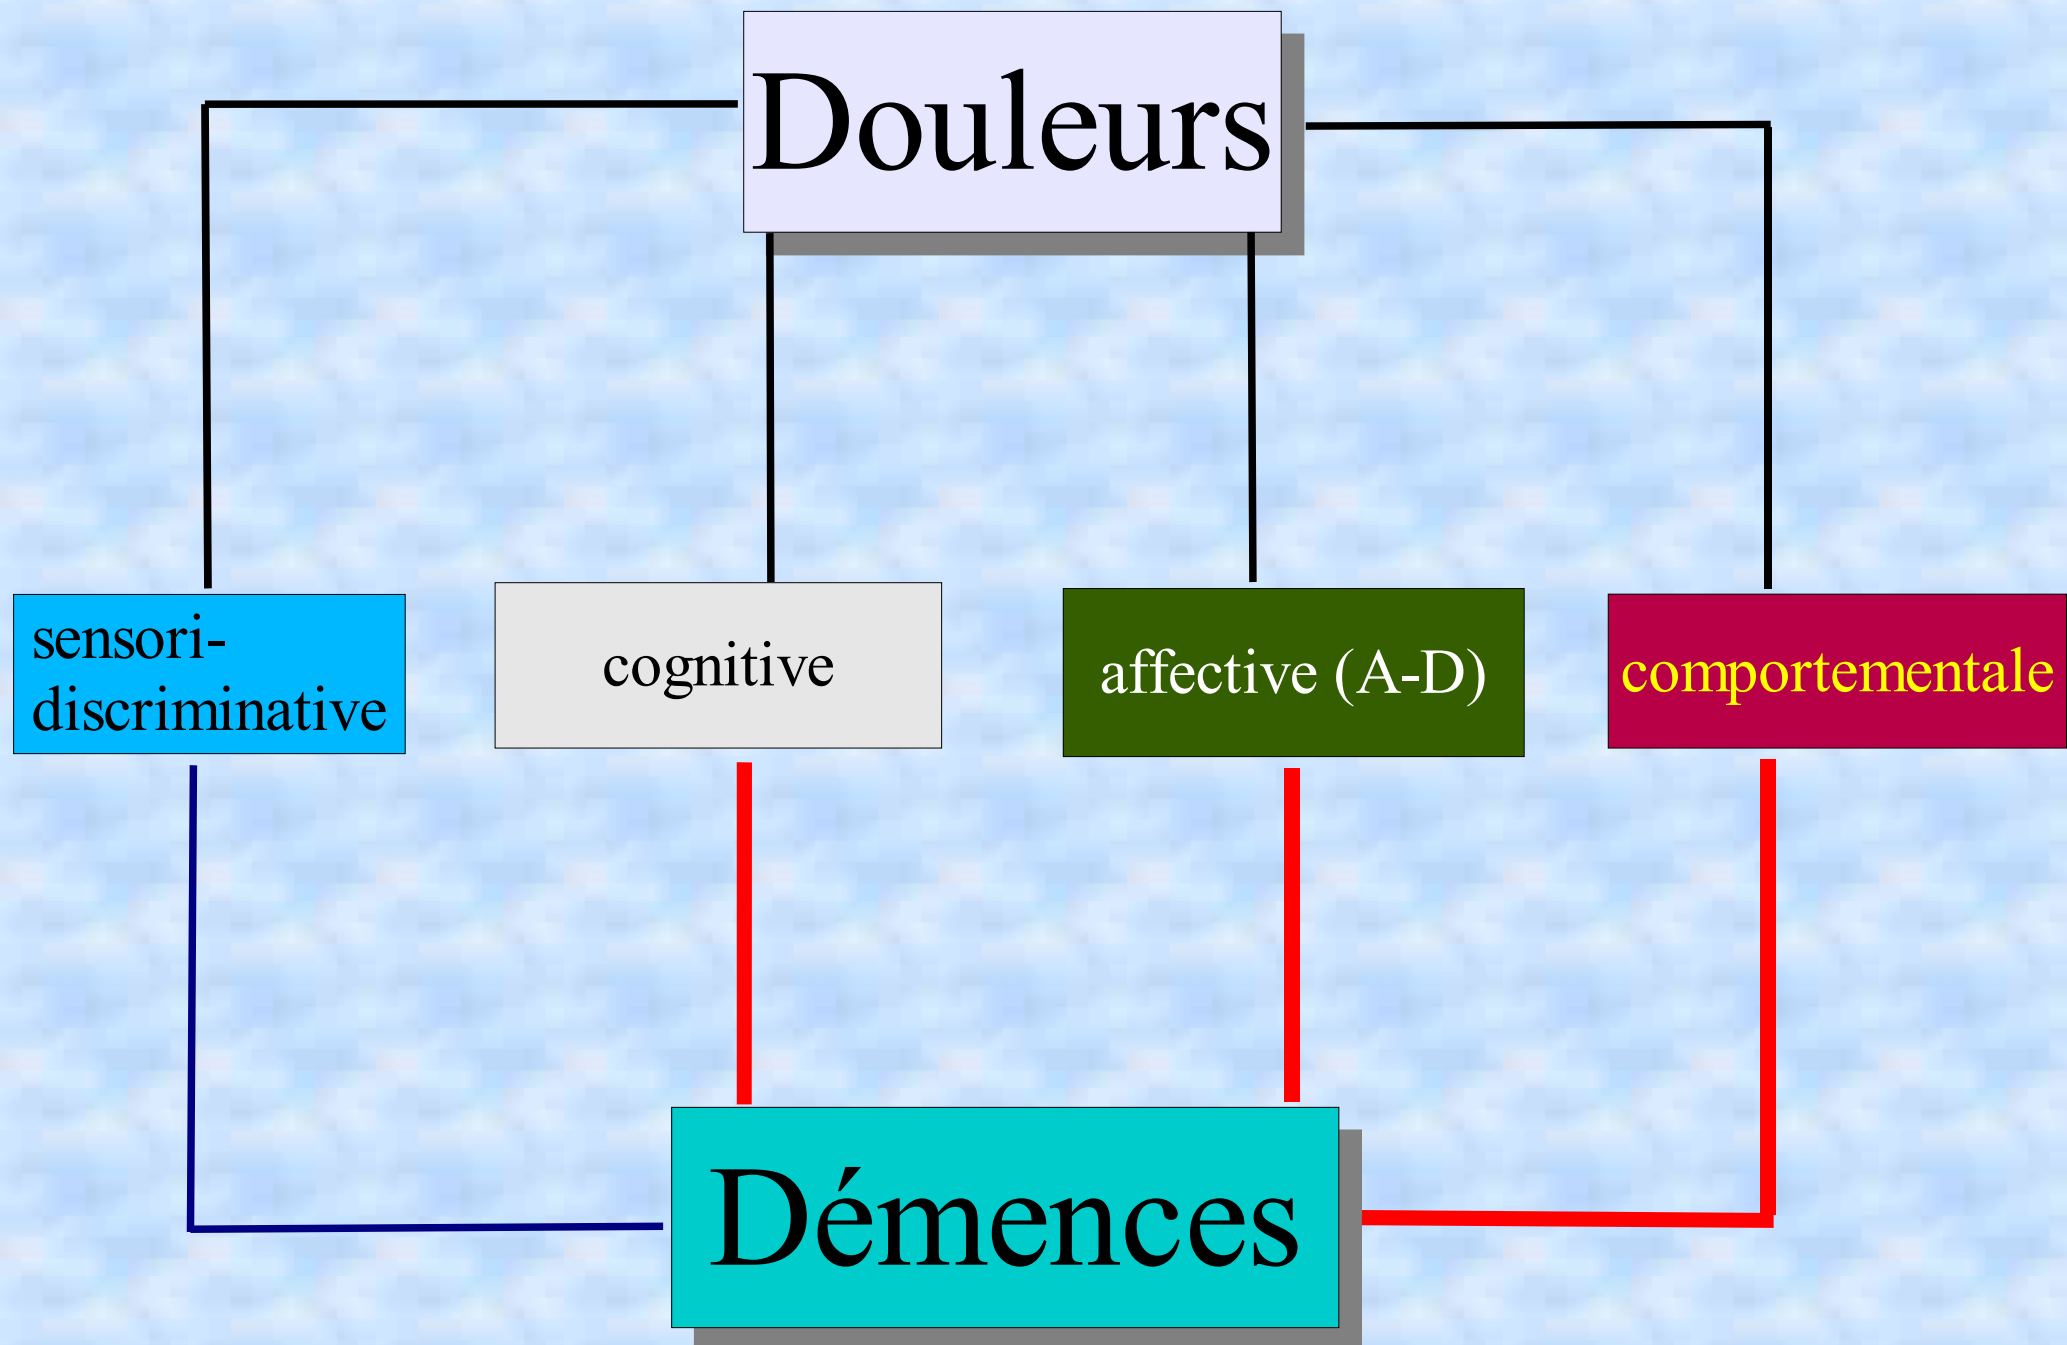 Douleurs
sensori-
discriminative
cognitive
affective (A-D)
comportementale
Démences